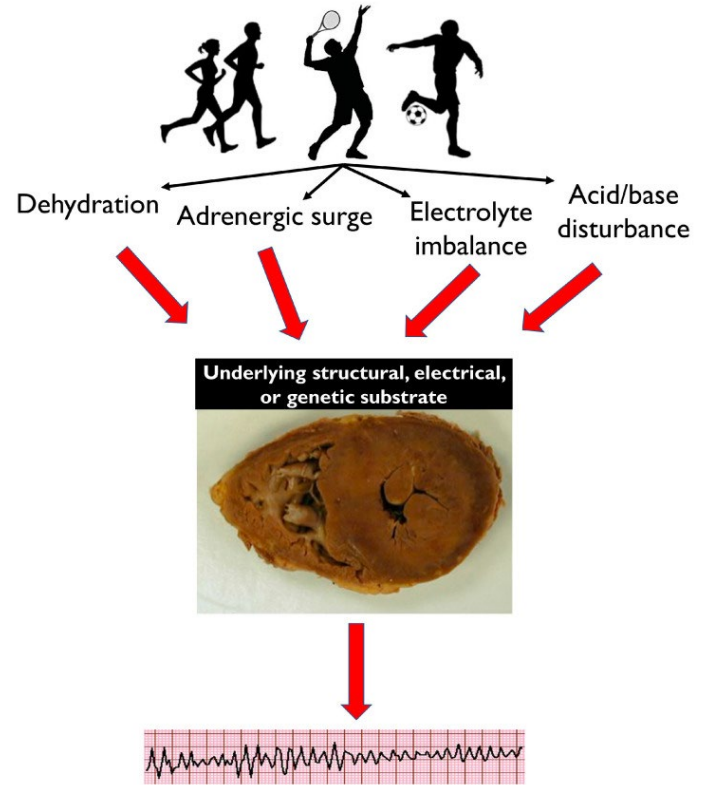 Dehydration
Adrenergic surge
Electrolyte
imbalance
Acid/base
disturbance
Underlying structural, electrical,
or genetic substrate